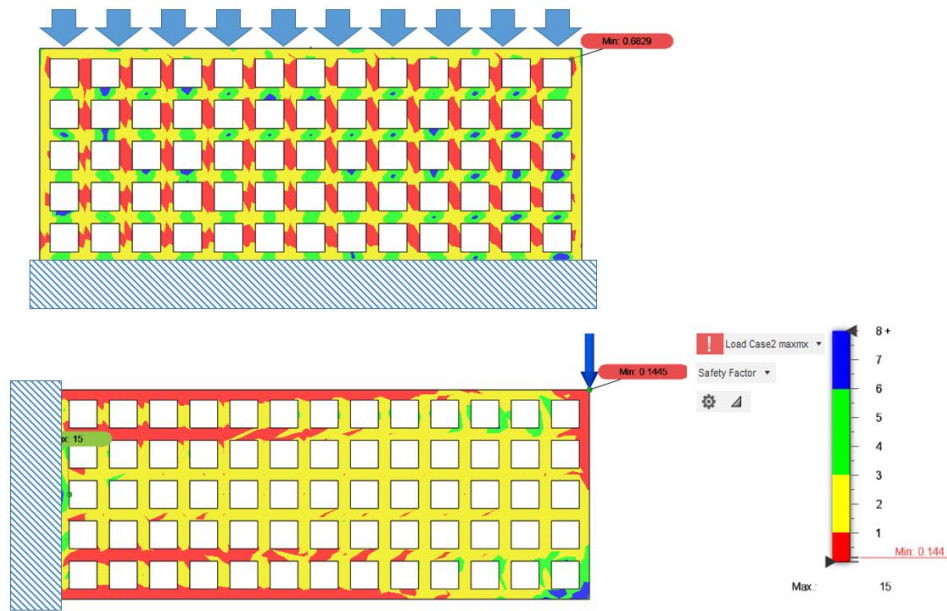 Min: 0.6829
Min: 0.1445
x: 15
Load Case2 maxmx
Safety Factor
8 +
7
6
5
4
3
2
1
Min: 0.144
Max.: 15